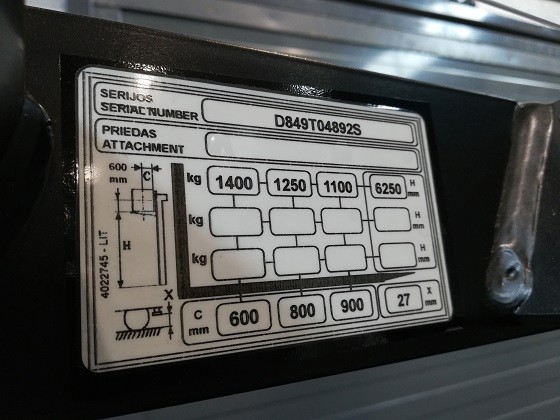 SERIJOS
SERIAL NUMBER D849T04892S
PRIEDAS
ATTACHMENT
600 mm C
kg 1400 1250 1100 6250 H mm
kg H mm
kg H mm
H
X
C mm 600 800 900 27 X mm
4022745 - LIT